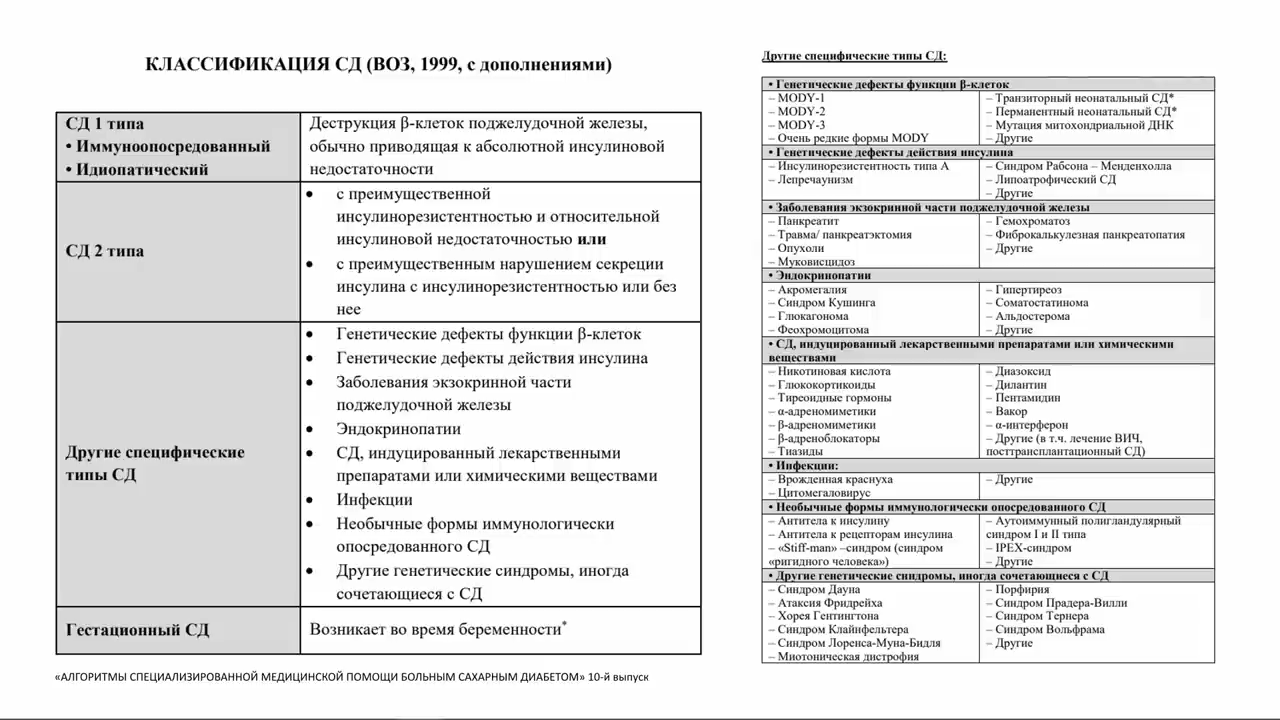 КЛАССИФИКАЦИЯ СД (ВОЗ, 1999, с дополнениями)
СД 1 типа
• Иммуноопосредованный
• Идиопатический
Деструкция β-клеток поджелудочной железы,
обычно приводящая к абсолютной инсулиновой
недостаточности
СД 2 типа
• с преимущественной
инсулинорезистентностью и относительной
инсулиновой недостаточностью или
• с преимущественным нарушением секреции
инсулина с инсулинорезистентностью или без
нее
Другие специфические
типы СД
• Генетические дефекты функции β-клеток
• Генетические дефекты действия инсулина
• Заболевания экзокринной части
поджелудочной железы
• Эндокринопатии
• СД, индуцированный лекарственными
препаратами или химическими веществами
• Инфекции
• Необычные формы иммунологически
опосредованного СД
• Другие генетические синдромы, иногда
сочетающиеся с СД
Гестационный СД
Возникает во время беременности*
«АЛГОРИТМЫ СПЕЦИАЛИЗИРОВАННОЙ МЕДИЦИНСКОЙ ПОМОЩИ БОЛЬНЫМ САХАРНЫМ ДИАБЕТОМ» 10-й выпуск
Другие специфические типы СД:
• Генетические дефекты функции β-клеток
– MODY-1
– MODY-2
– MODY-3
– Очень редкие формы MODY
– Транзиторный неонатальный СД*
– Перманентный неонатальный СД*
– Мутация митохондриальной ДНК
– Другие
• Генетические дефекты действия инсулина
– Инсулинорезистентность типа А
– Лепречаунизм
– Синдром Рабсона – Менденхолла
– Липоатрофический СД
– Другие
• Заболевания экзокринной части поджелудочной железы
– Панкреатит
– Травма/ панкреатэктомия
– Опухоли
– Муковисцидоз
– Гемохроматоз
– Фиброкалькулезная панкреатопатия
– Другие
• Эндокринопатии
– Акромегалия
– Синдром Кушинга
– Глюкагонома
– Феохромоцитома
– Гипертиреоз
– Соматостатинома
– Альдостерома
– Другие
• СД, индуцированный лекарственными препаратами или химическими
веществами
– Никотиновая кислота
– Глюкокортикоиды
– Тиреоидные гормоны
– α-адреномиметики
– β-адреномиметики
– β-адреноблокаторы
– Тиазиды
– Диазоксид
– Дилантин
– Пентамидин
– Вакор
– α-интерферон
– Другие (в т.ч. лечение ВИЧ,
посттрансплантационный СД)
• Инфекции:
– Врожденная краснуха
– Цитомегаловирус
– Другие
• Необычные формы иммунологически опосредованного СД
– Антитела к инсулину
– Антитела к рецепторам инсулина
– «Stiff-man» –синдром (синдром
«ригидного человека»)
– Аутоиммунный полигландулярный
синдром I и II типа
– IPEX-синдром
– Другие
• Другие генетические синдромы, иногда сочетающиеся с СД
– Синдром Дауна
– Атаксия Фридрейха
– Хорея Гентингтона
– Синдром Клайнфельтера
– Синдром Лоренса-Муна-Бидля
– Миотоническая дистрофия
– Порфирия
– Синдром Прадера-Вилли
– Синдром Тернера
– Синдром Вольфрама
– Другие